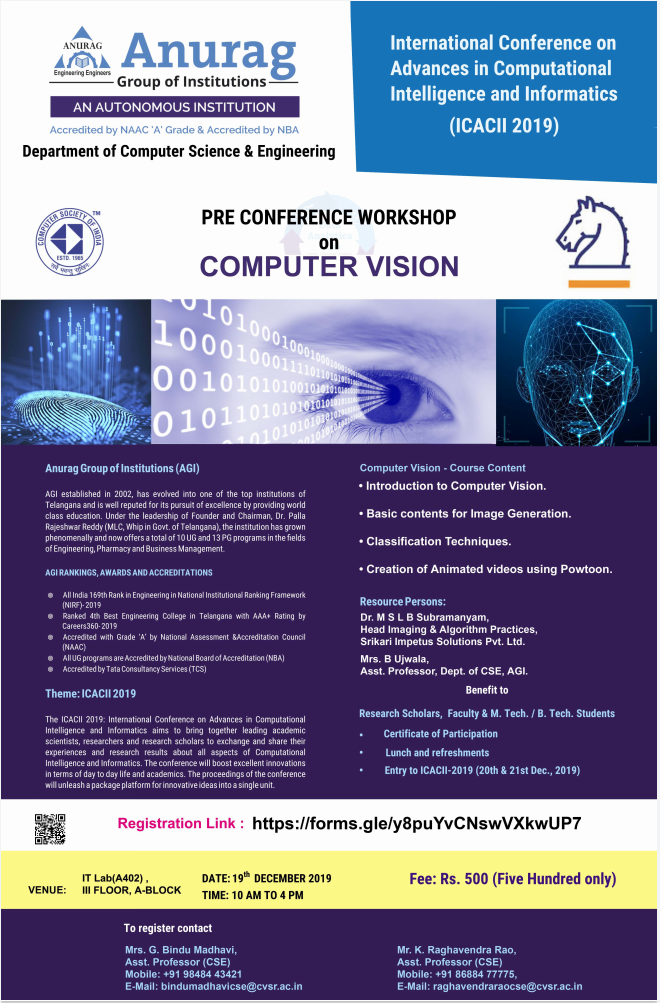 ANURAG
Engineering Engineers
Anurag
Group of Institutions
AN AUTONOMOUS INSTITUTION
Accredited by NAAC 'A' Grade & Accredited by NBA
Department of Computer Science & Engineering
International Conference on
Advances in Computational
Intelligence and Informatics
(ICACII 2019)
COMPUTER SOCIETY OF INDIA
TM
ESTD. 1965
PRE CONFERENCE WORKSHOP
on
COMPUTER VISION
Anurag Group of Institutions (AGI)
AGI established in 2002, has evolved into one of the top institutions of
Telangana and is well reputed for its pursuit of excellence by providing world
class education. Under the leadership of Founder and Chairman, Dr. Palla
Rajeshwar Reddy (MLC, Whip in Govt. of Telangana), the institution has grown
phenomenally and now offers a total of 10 UG and 13 PG programs in the fields
of Engineering, Pharmacy and Business Management.
AGI RANKINGS, AWARDS AND ACCREDITATIONS
All India 169th Rank in Engineering in National Institutional Ranking Framework
(NIRF)- 2019
Ranked 4th Best Engineering College in Telangana with AAA+ Rating by
Careers360- 2019
Accredited with Grade 'A' by National Assessment &Accreditation Council
(NAAC)
All UG programs are Accredited by National Board of Accreditation (NBA)
Accredited by Tata Consultancy Services (TCS)
Theme: ICACII 2019
The ICACII 2019: International Conference on Advances in Computational
Intelligence and Informatics aims to bring together leading academic
scientists, researchers and research scholars to exchange and share their
experiences and research results about all aspects of Computational
Intelligence and Informatics. The conference will boost excellent innovations
in terms of day to day life and academics. The proceedings of the conference
will unleash a package platform for innovative ideas into a single unit.
Computer Vision - Course Content
• Introduction to Computer Vision.
• Basic contents for Image Generation.
• Classification Techniques.
• Creation of Animated videos using Powtoon.
Resource Persons:
Dr. M S L B Subramanyam,
Head Imaging & Algorithm Practices,
Srikari Impetus Solutions Pvt. Ltd.
Mrs. B Ujwala,
Asst. Professor, Dept. of CSE, AGI.
Benefit to
Research Scholars, Faculty & M. Tech. / B. Tech. Students
• Certificate of Participation
• Lunch and refreshments
• Entry to ICACII-2019 (20th & 21st Dec., 2019)
Registration Link : https://forms.gle/y8puYvCNswVXkwUP7
VENUE: IT Lab(A402) ,
III FLOOR, A-BLOCK
DATE: 19th DECEMBER 2019
TIME: 10 AM TO 4 PM
Fee: Rs. 500 (Five Hundred only)
To register contact
Mrs. G. Bindu Madhavi,
Asst. Professor (CSE)
Mobile: +91 98484 43421
E-Mail: bindumadhavicse@cvsr.ac.in
Mr. K. Raghavendra Rao,
Asst. Professor (CSE)
Mobile: +91 86884 77775,
E-Mail: raghavendraraocse@cvsr.ac.in